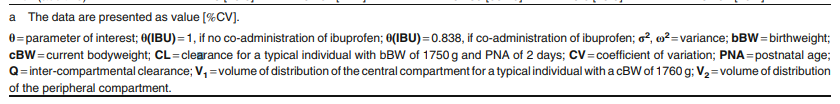 a The data are presented as value [%CV].
θ=parameter of interest; θ(IBU)=1, if no co-administration of ibuprofen; θ(IBU)=0.838, if co-administration of ibuprofen; σ², ω²=variance; bBW=birthweight;
cBW=current bodyweight; CL=clearance for a typical individual with bBW of 1750 g and PNA of 2 days; CV=coefficient of variation; PNA=postnatal age;
Q=inter-compartmental clearance; V₁=volume of distribution of the central compartment for a typical individual with a cBW of 1760 g; V₂=volume of distribution
of the peripheral compartment.